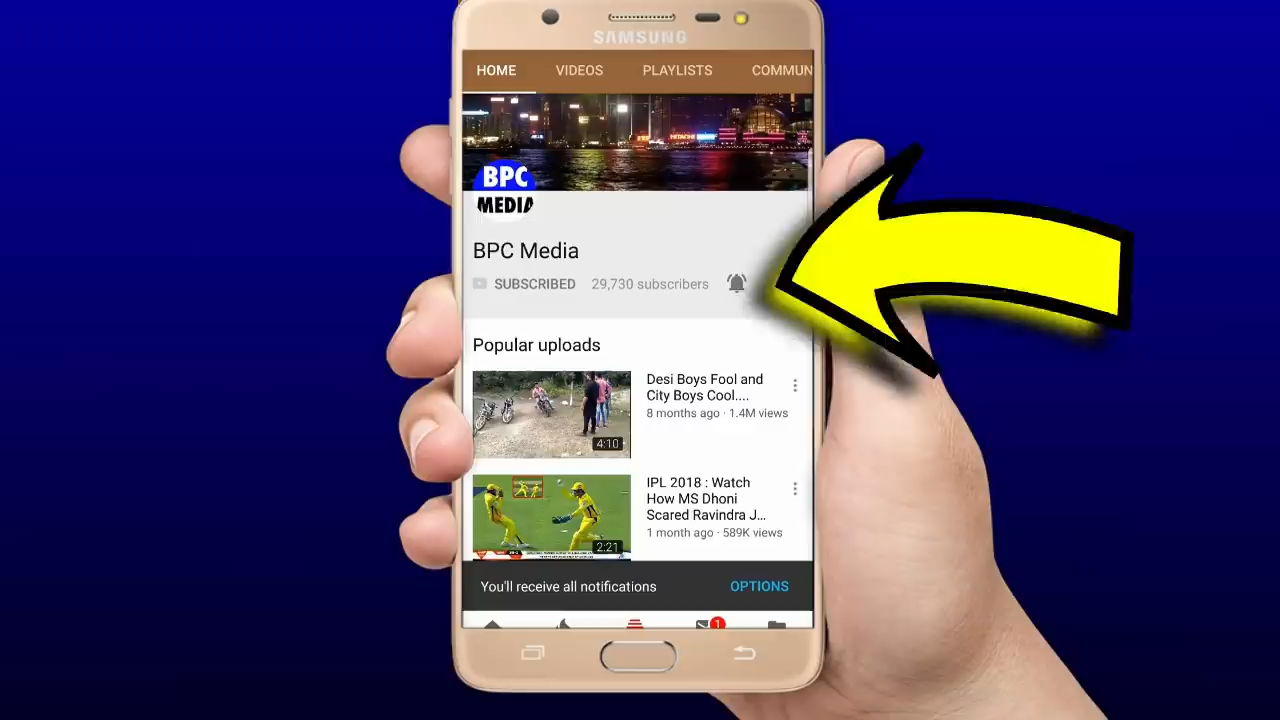 SAMSUNG
HOME VIDEOS PLAYLISTS COMMUN
HITACHI
BPC
MEDIA
BPC Media
SUBSCRIBED 29,730 subscribers
Popular uploads
Desi Boys Fool and
City Boys Cool....
8 months ago · 1.4M views
4:10
IPL 2018 : Watch
How MS Dhoni
Scared Ravindra J...
1 month ago · 589K views
2:21
You'll receive all notifications OPTIONS
1